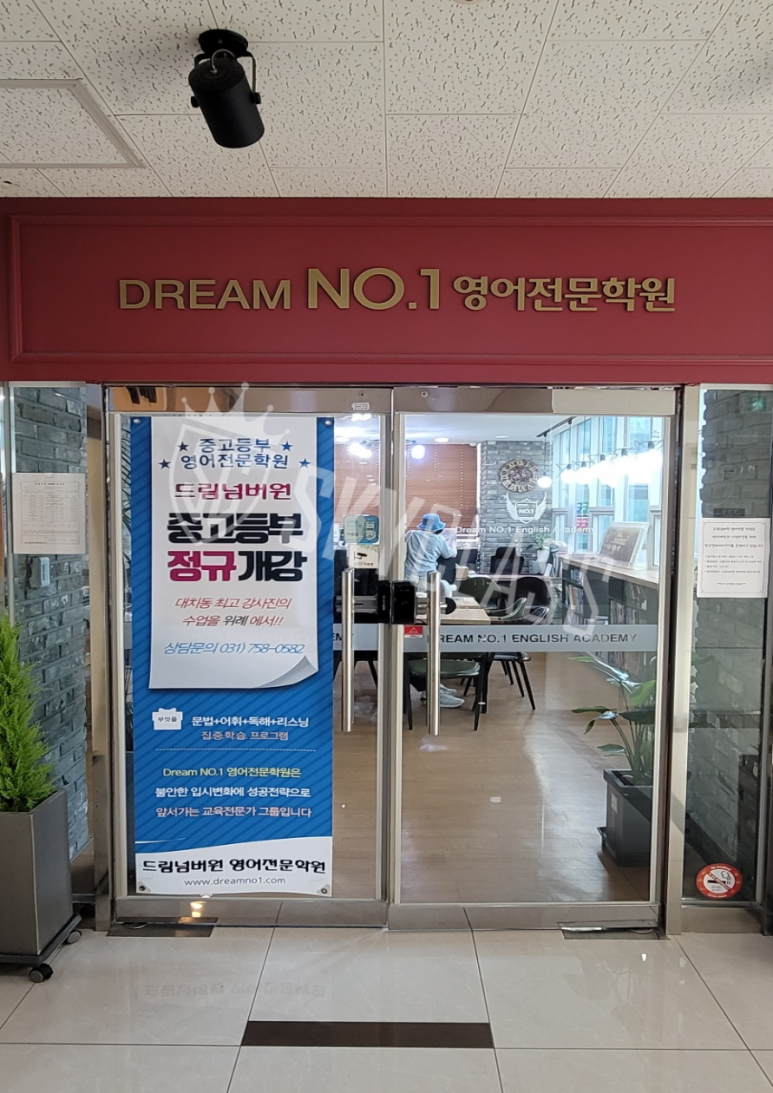 DREAM NO.1 영어전문학원
중고등부
영어전문학원
드림넘버원
중고등부
정규개강
대치동 최고 강사진의
수업을 위례 에서!!
상담문의 031) 758-0582
무엇을
문법+어휘+독해+리스닝
집중학습 프로그램
Dream NO.1 영어전문학원은
불안한 입시변화에 성공전략으로
앞서가는 교육전문가 그룹입니다
드림넘버원 영어전문학원
www.dreamno1.com
NO.1
Dream NO.1 English Academy
DREAM NO.1 ENGLISH ACADEMY
SKYCLASS